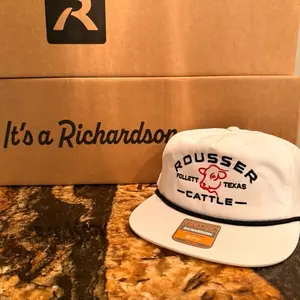 R
It's a Richardson
ROUSSER
FOLLETT TEXAS
CATTLE